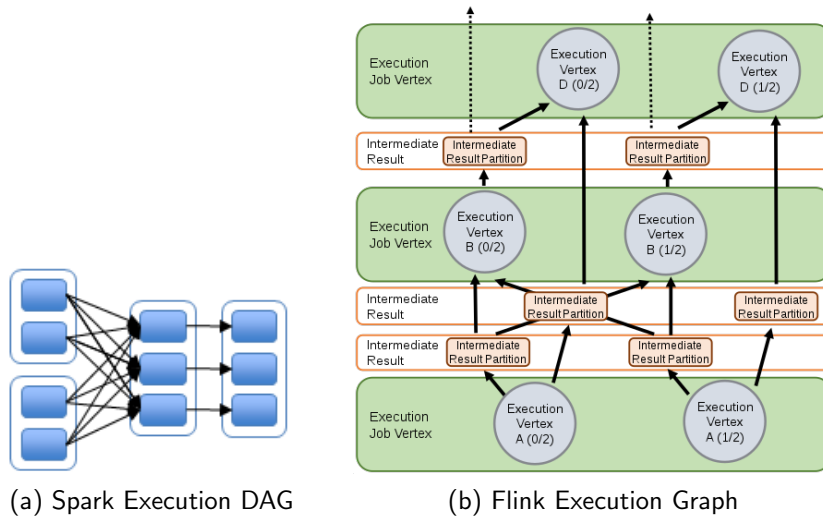 Execution
Job Vertex
Execution
Vertex
D (0/2)
Execution
Vertex
D (1/2)
Intermediate
Result
Intermediate
Result Partition
Intermediate
Result Partition
Execution
Job Vertex
Execution
Vertex
B (0/2)
Execution
Vertex
B (1/2)
Intermediate
Result
Intermediate
Result Partition
Intermediate
Result Partition
Intermediate
Result
Intermediate
Result Partition
Intermediate
Result Partition
Execution
Job Vertex
Execution
Vertex
A (0/2)
Execution
Vertex
A (1/2)
(a) Spark Execution DAG
(b) Flink Execution Graph